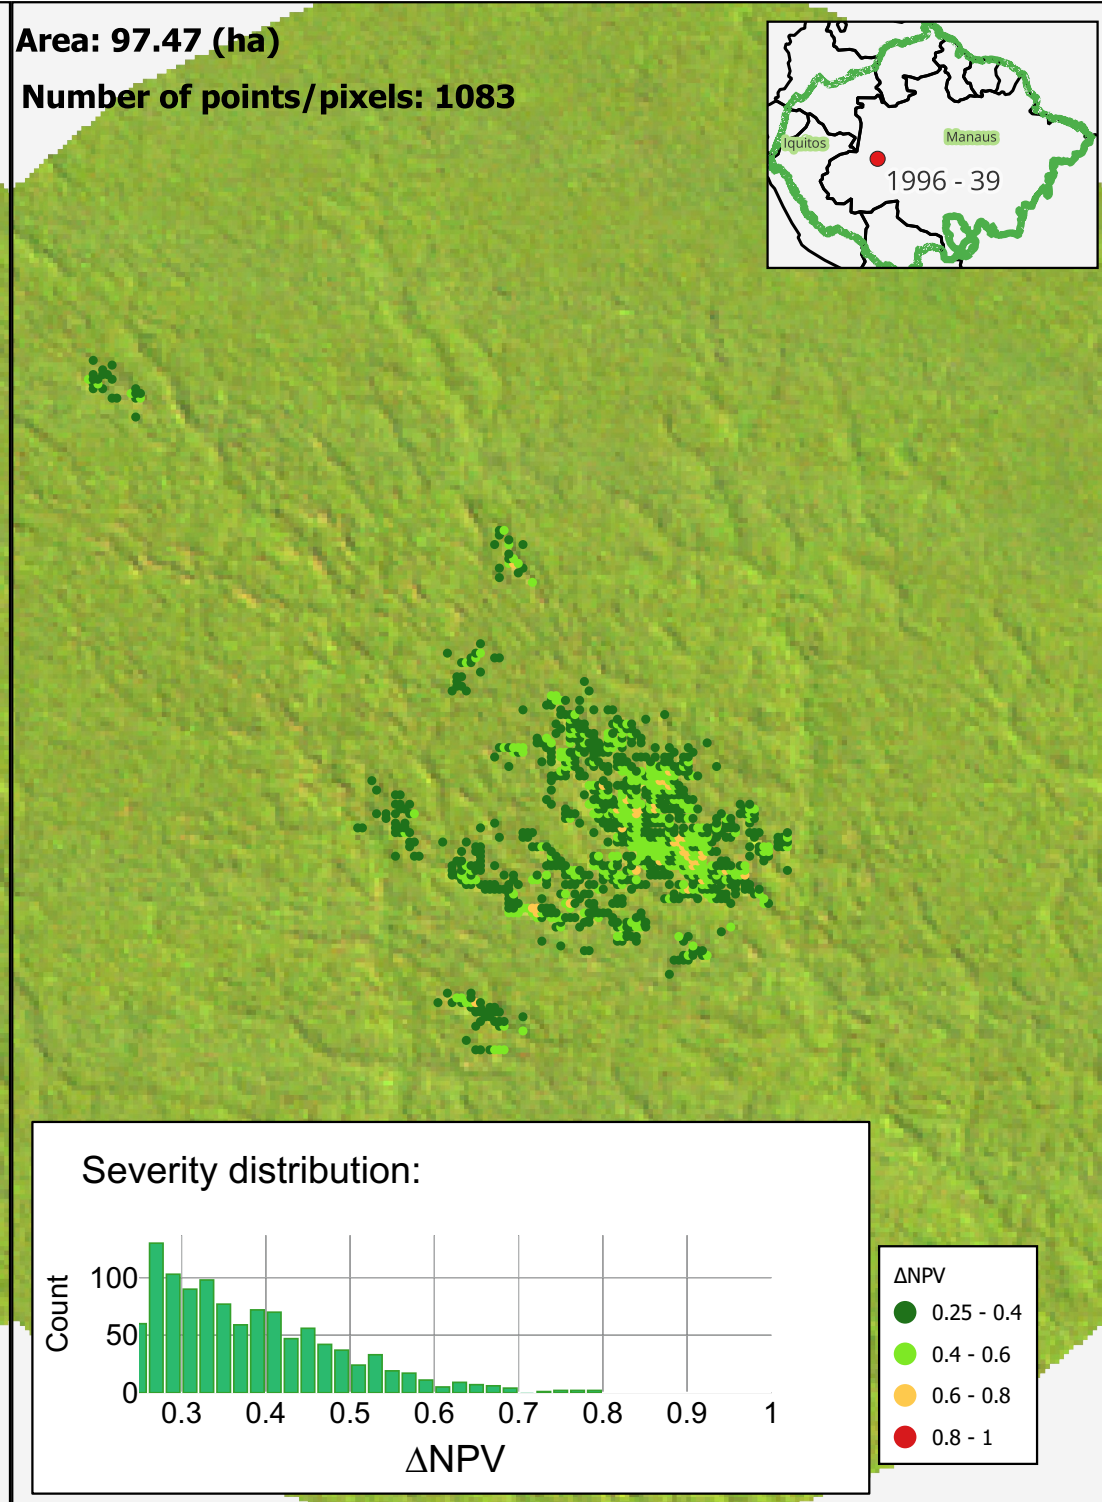 Area: 97.47 (ha)
Number of points/pixels: 1083
Iquitos
Manaus
1996 - 39
Severity distribution:
Count
100
50
0
0.3 0.4 0.5 0.6 0.7 0.8 0.9 1
ΔNPV
ΔNPV
0.25 - 0.4
0.4 - 0.6
0.6 - 0.8
0.8 - 1